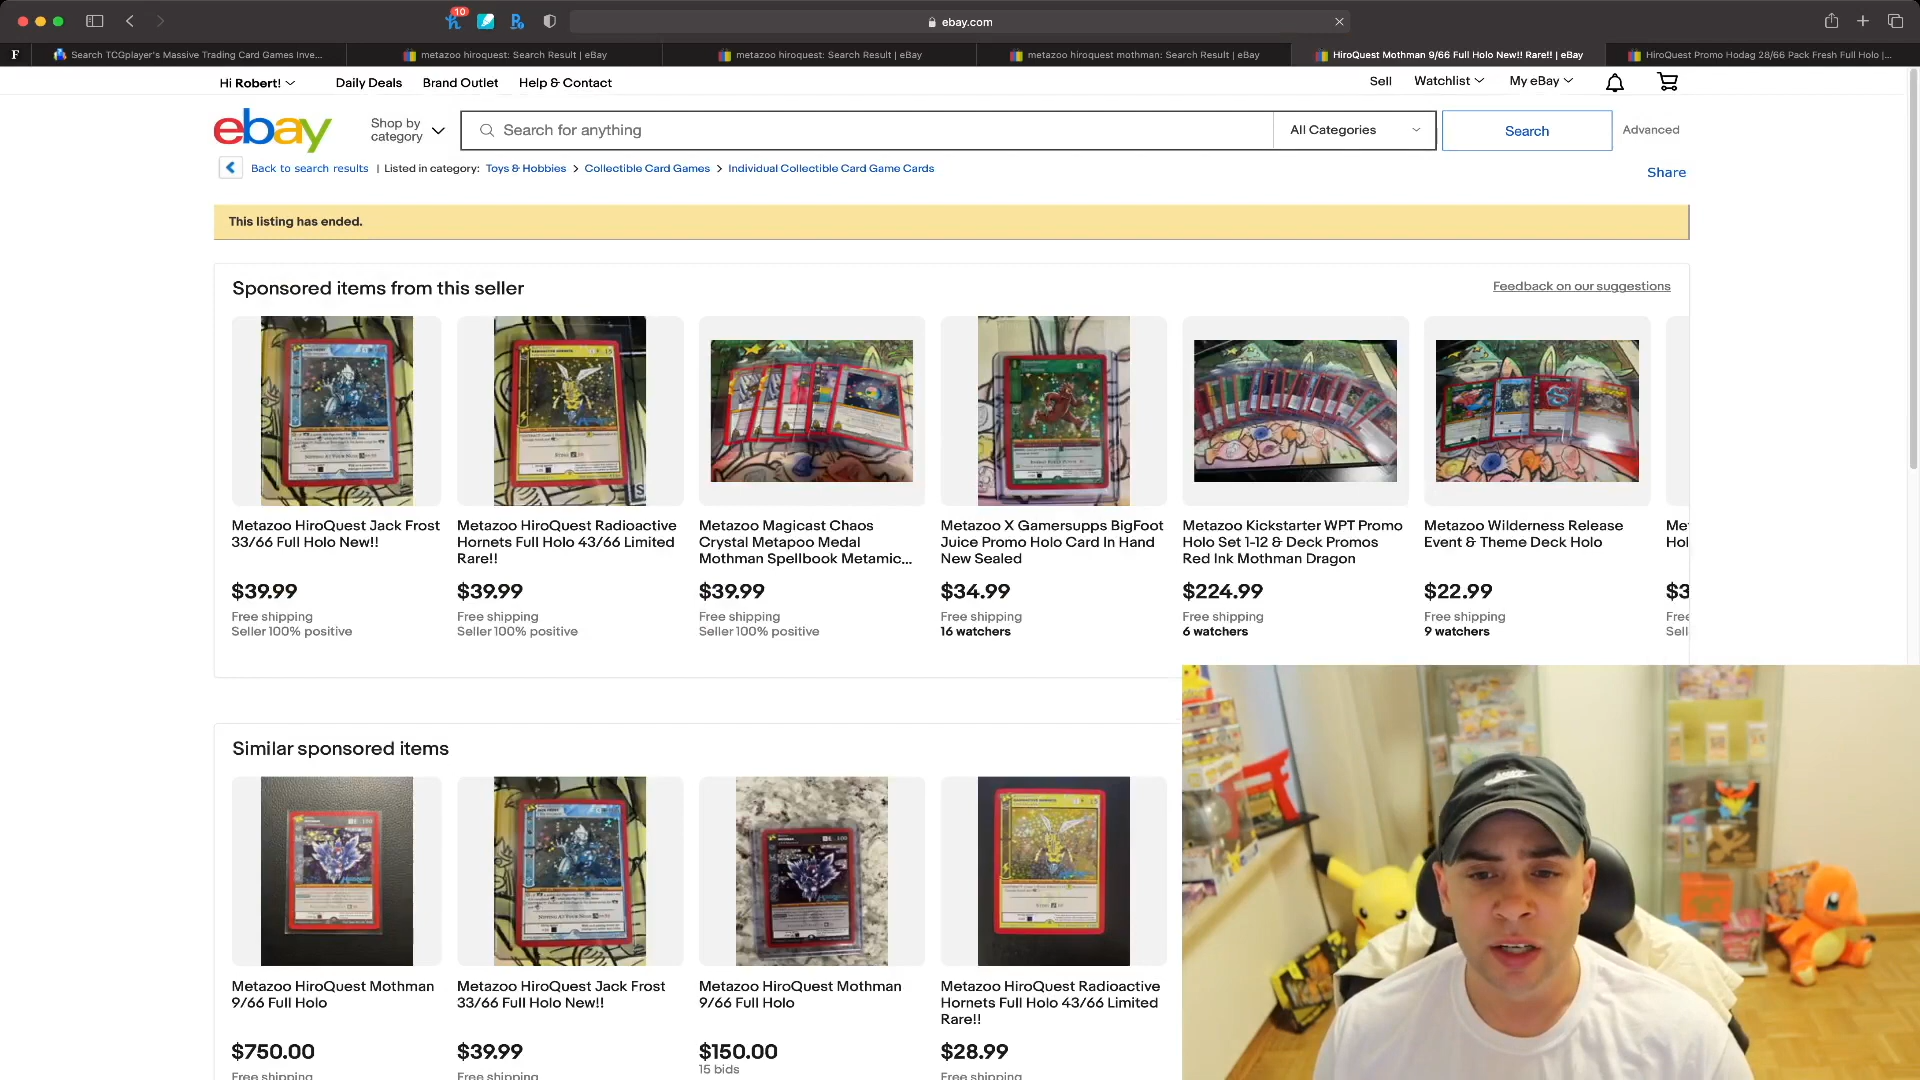 10
ebay.com
F
Search TCGplayer's Massive Trading Card Games Inve...
metazoo hiroquest: Search Result | eBay
metazoo hiroquest: Search Result | eBay
metazoo hiroquest mothman: Search Result | eBay
HiroQuest Mothman 9/66 Full Holo New!! Rare!! | eBay
HiroQuest Promo Hodag 28/66 Pack Fresh Full Holo |...
Hi Robert!
Daily Deals
Brand Outlet
Help & Contact
Sell
Watchlist
My eBay
ebay
Shop by
category
Search for anything
All Categories
Search
Advanced
Back to search results | Listed in category: Toys & Hobbies > Collectible Card Games > Individual Collectible Card Game Cards
Share
This listing has ended.
Sponsored items from this seller
Feedback on our suggestions
Metazoo HiroQuest Jack Frost
33/66 Full Holo New!!
$39.99
Free shipping
Seller 100% positive
Metazoo HiroQuest Radioactive
Hornets Full Holo 43/66 Limited
Rare!!
$39.99
Free shipping
Seller 100% positive
Metazoo Magicast Chaos
Crystal Metapoo Medal
Mothman Spellbook Metamic...
$39.99
Free shipping
Seller 100% positive
Metazoo X Gamersupps BigFoot
Juice Promo Holo Card In Hand
New Sealed
$34.99
Free shipping
16 watchers
Metazoo Kickstarter WPT Promo
Holo Set 1-12 & Deck Promos
Red Ink Mothman Dragon
$224.99
Free shipping
6 watchers
Metazoo Wilderness Release
Event & Theme Deck Holo
$22.99
Free shipping
9 watchers
Similar sponsored items
Metazoo HiroQuest Mothman
9/66 Full Holo
$750.00
Free shipping
Metazoo HiroQuest Jack Frost
33/66 Full Holo New!!
$39.99
Free shipping
Metazoo HiroQuest Mothman
9/66 Full Holo
$150.00
15 bids
Metazoo HiroQuest Radioactive
Hornets Full Holo 43/66 Limited
Rare!!
$28.99
Free shipping